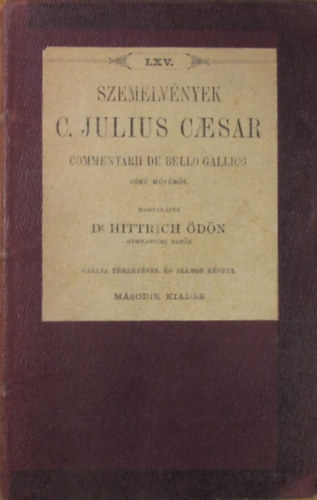 LXV.
SZEMELVÉNYEK
C. JULIUS CÆSAR
COMMENTARII DE BELLO GALLICO
CÍMŰ MŰVÉBŐL
MAGYARÁZTA
DR HITTRICH ÖDÖN
GYMNASIUMI TANÁR
GALLIA TÉRKÉPÉVEL ÉS SZÁMOS KÉPPEL
MÁSODIK KIADÁS